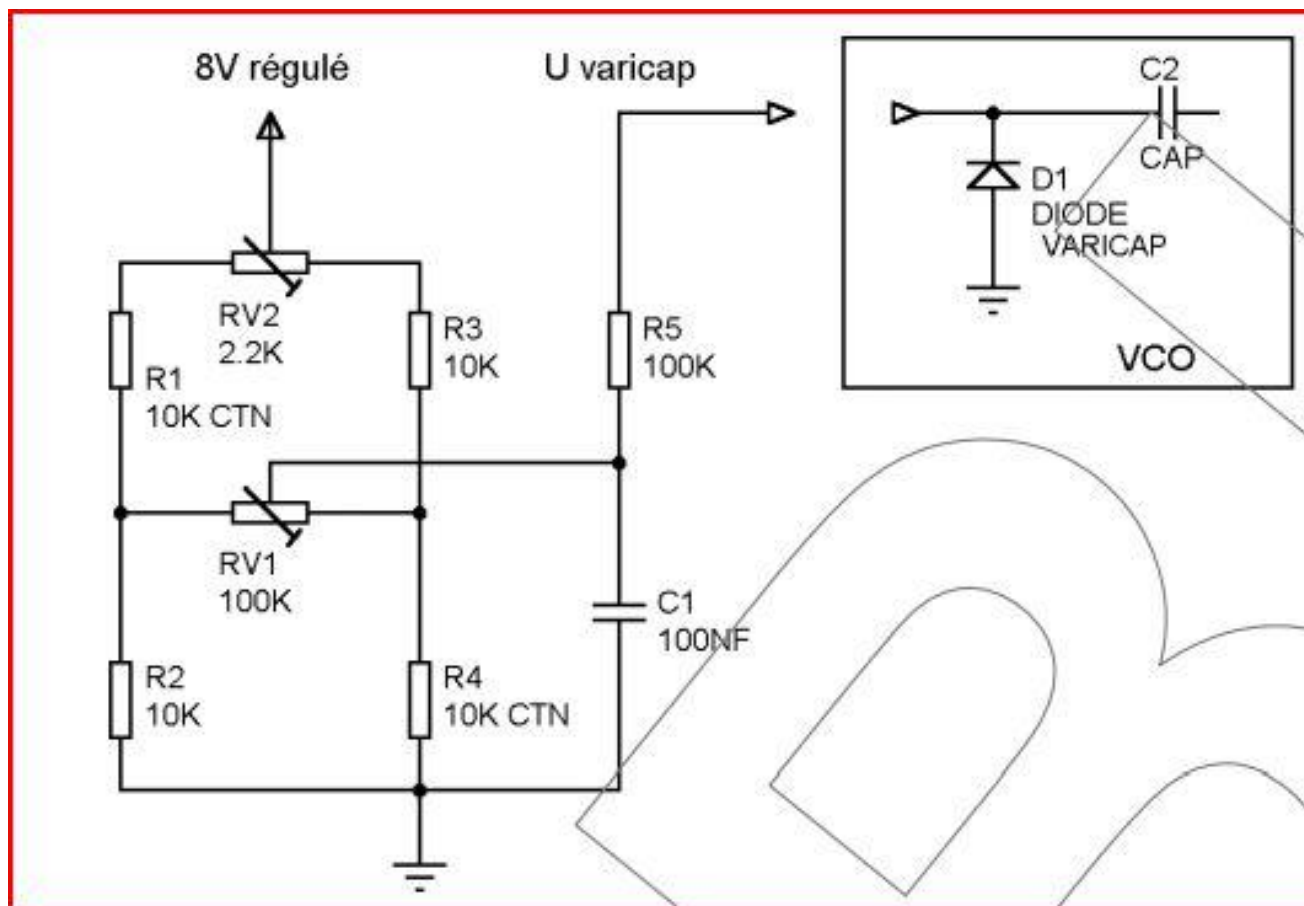 8V régulé
U varicap
C2
CAP
D1
DIODE
VARICAP
VCO
RV2
2.2K
R3
10K
R5
100K
R1
10K CTN
RV1
100K
C1
100NF
R2
10K
R4
10K CTN